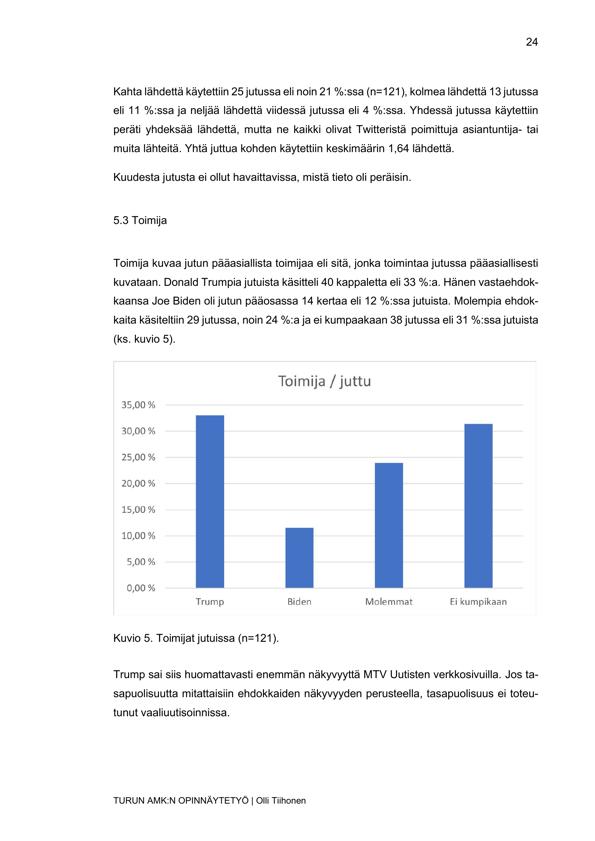 24
Kahta lähdettä käytettiin 25 jutussa eli noin 21 %:ssa (n=121), kolmea lähdettä 13 jutussa
eli 11 %:ssa ja neljää lähdettä viidessä jutussa eli 4 %:ssa. Yhdessä jutussa käytettiin
peräti yhdeksää lähdettä, mutta ne kaikki olivat Twitteristä poimittuja asiantuntija- tai
muita lähteitä. Yhtä juttua kohden käytettiin keskimäärin 1,64 lähdettä.
Kuudesta jutusta ei ollut havaittavissa, mistä tieto oli peräisin.
5.3 Toimija
Toimija kuvaa jutun pääasiallista toimijaa eli sitä, jonka toimintaa jutussa pääasiallisesti
kuvataan. Donald Trumpia jutuista käsitteli 40 kappaletta eli 33 %:a. Hänen vastaehdok-
kaansa Joe Biden oli jutun pääosassa 14 kertaa eli 12 %:ssa jutuista. Molempia ehdok-
kaita käsiteltiin 29 jutussa, noin 24 %:a ja ei kumpaakaan 38 jutussa eli 31 %:ssa jutuista
(ks. kuvio 5).
Toimija / juttu
35,00 %
30,00 %
25,00 %
20,00 %
15,00 %
10,00 %
5,00 %
0,00 %
Trump Biden Molemmat Ei kumpikaan
Kuvio 5. Toimijat jutuissa (n=121).
Trump sai siis huomattavasti enemmän näkyvyyttä MTV Uutisten verkkosivuilla. Jos ta-
sapuolisuutta mitattaisiin ehdokkaiden näkyvyyden perusteella, tasapuolisuus ei toteu-
tunut vaaliuutisoinnissa.
TURUN AMK:N OPINNÄYTETYÖ | Olli Tiihonen